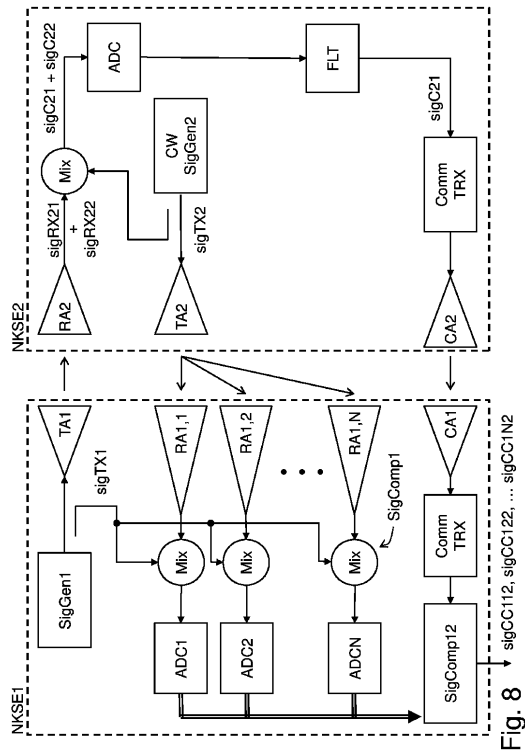 NKSE1
SigGen1
TA1
sigTX1
ADC1
Mix
RA1,1
ADC2
Mix
RA1,2
ADCN
Mix
RA1,N
SigComp1
SigComp12
Comm
TRX
CA1
sigCC112, sigCC122, ... sigCC1N2
NKSE2
RA2
sigRX21
+
sigRX22
Mix
sigC21 + sigC22
ADC
TA2
sigTX2
CW
SigGen2
FLT
sigC21
Comm
TRX
CA2
Fig. 8